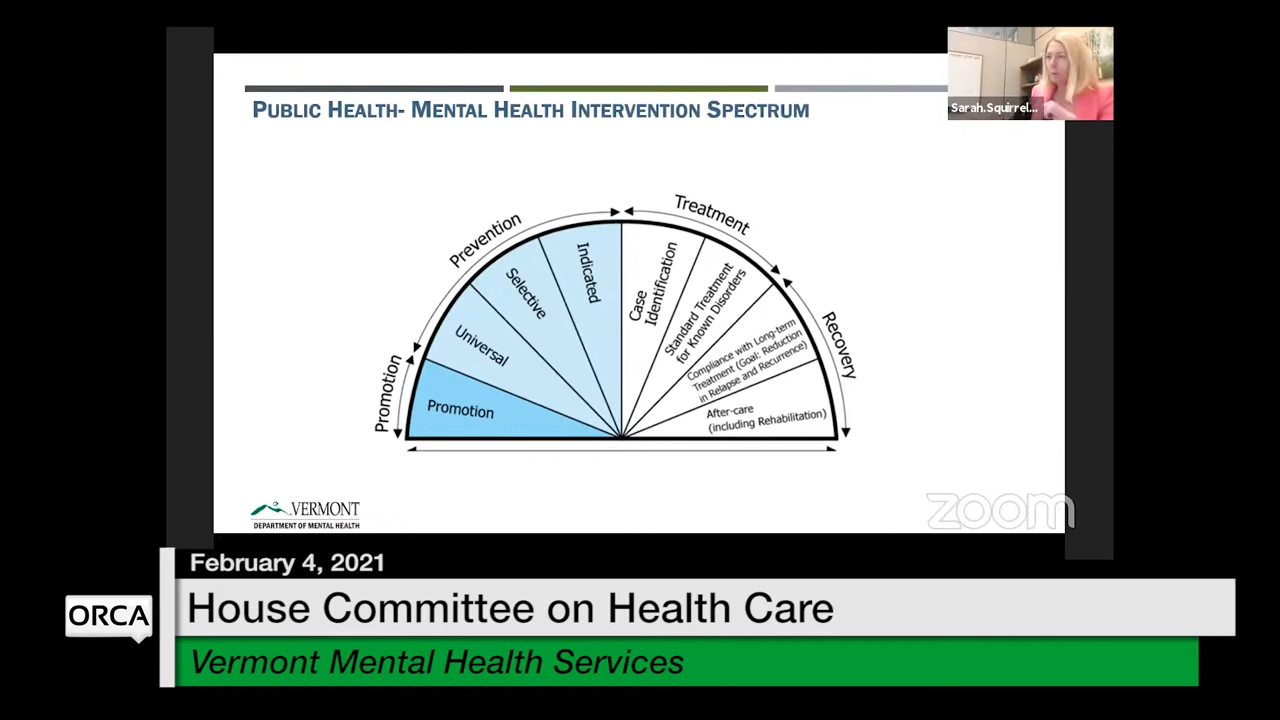 PUBLIC HEALTH- MENTAL HEALTH INTERVENTION SPECTRUM
Sarah.Squirrel...
Promotion
Prevention
Treatment
Recovery
Promotion
Universal
Selective
Indicated
Case
Identification
Standard Treatment
for Known Disorders
Compliance with Long-term
Treatment (Goal: Reduction
in Relapse and Recurrence)
After-care
(including Rehabilitation)
VERMONT
DEPARTMENT OF MENTAL HEALTH
zoom
February 4, 2021
ORCA
House Committee on Health Care
Vermont Mental Health Services